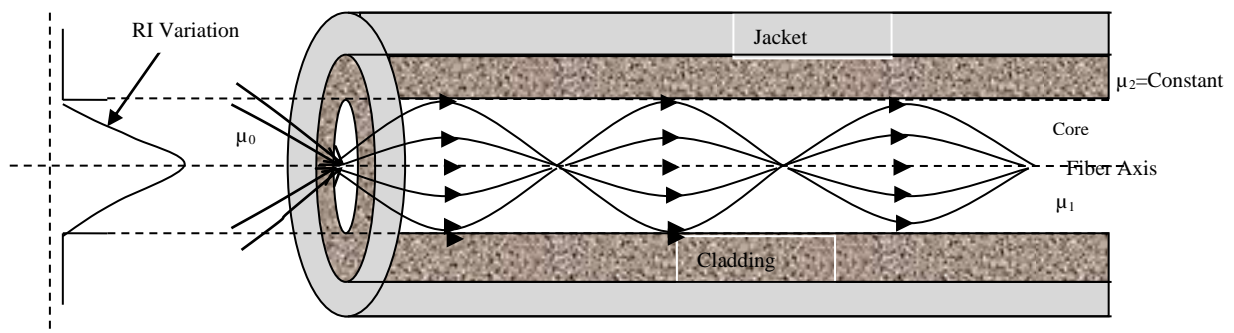 RI Variation
Jacket
µ2=Constant
µ0
Core
Fiber Axis
µ1
Cladding